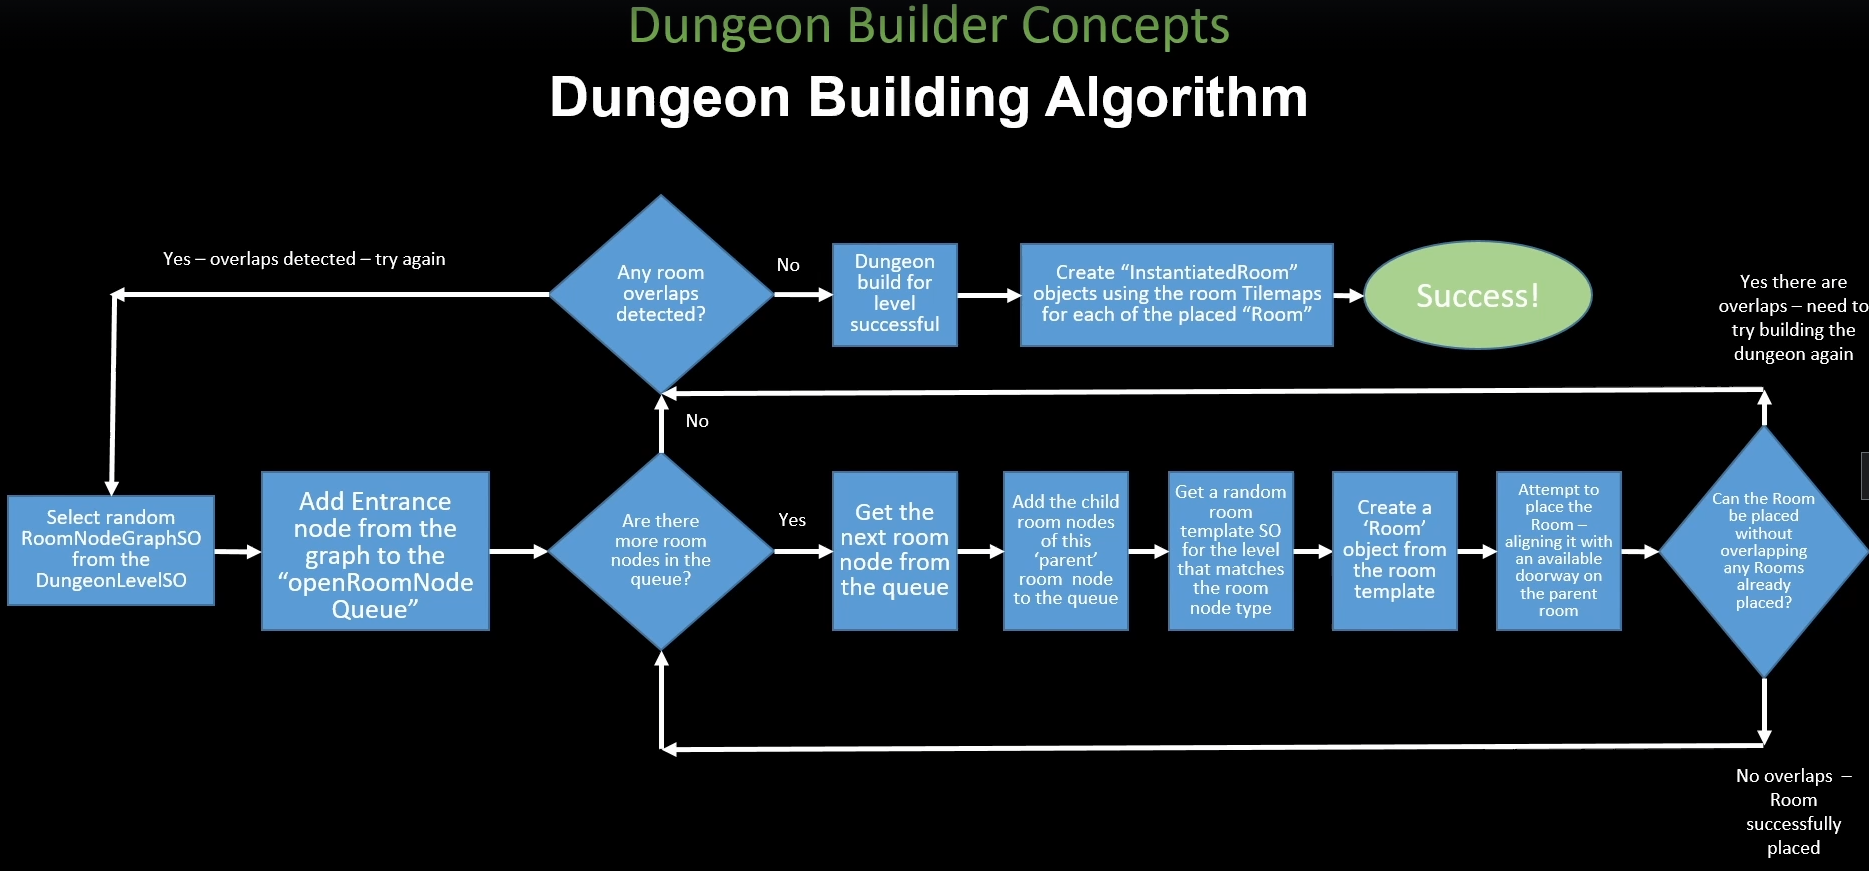 Dungeon Builder Concepts
Dungeon Building Algorithm
Yes – overlaps detected – try again
Any room
overlaps
detected?
No
Dungeon
build for
level
successful
Create “InstantiatedRoom”
objects using the room Tilemaps
for each of the placed “Room”
Success!
Yes there are
overlaps – need to
try building the
dungeon again
No
Select random
RoomNodeGraphSO
from the
DungeonLevelSO
Add Entrance
node from the
graph to the
“openRoomNode
Queue”
Are there
more room
nodes in the
queue?
Yes
Get the
next room
node from
the queue
Add the child
room nodes
of this
‘parent’
room node
to the queue
Get a random
room
template SO
for the level
that matches
the room
node type
Create a
‘Room’
object from
the room
template
Attempt to
place the
Room –
aligning it with
an available
doorway on
the parent
room
Can the Room
be placed
without
overlapping
any Rooms
already
placed?
No overlaps –
Room
successfully
placed